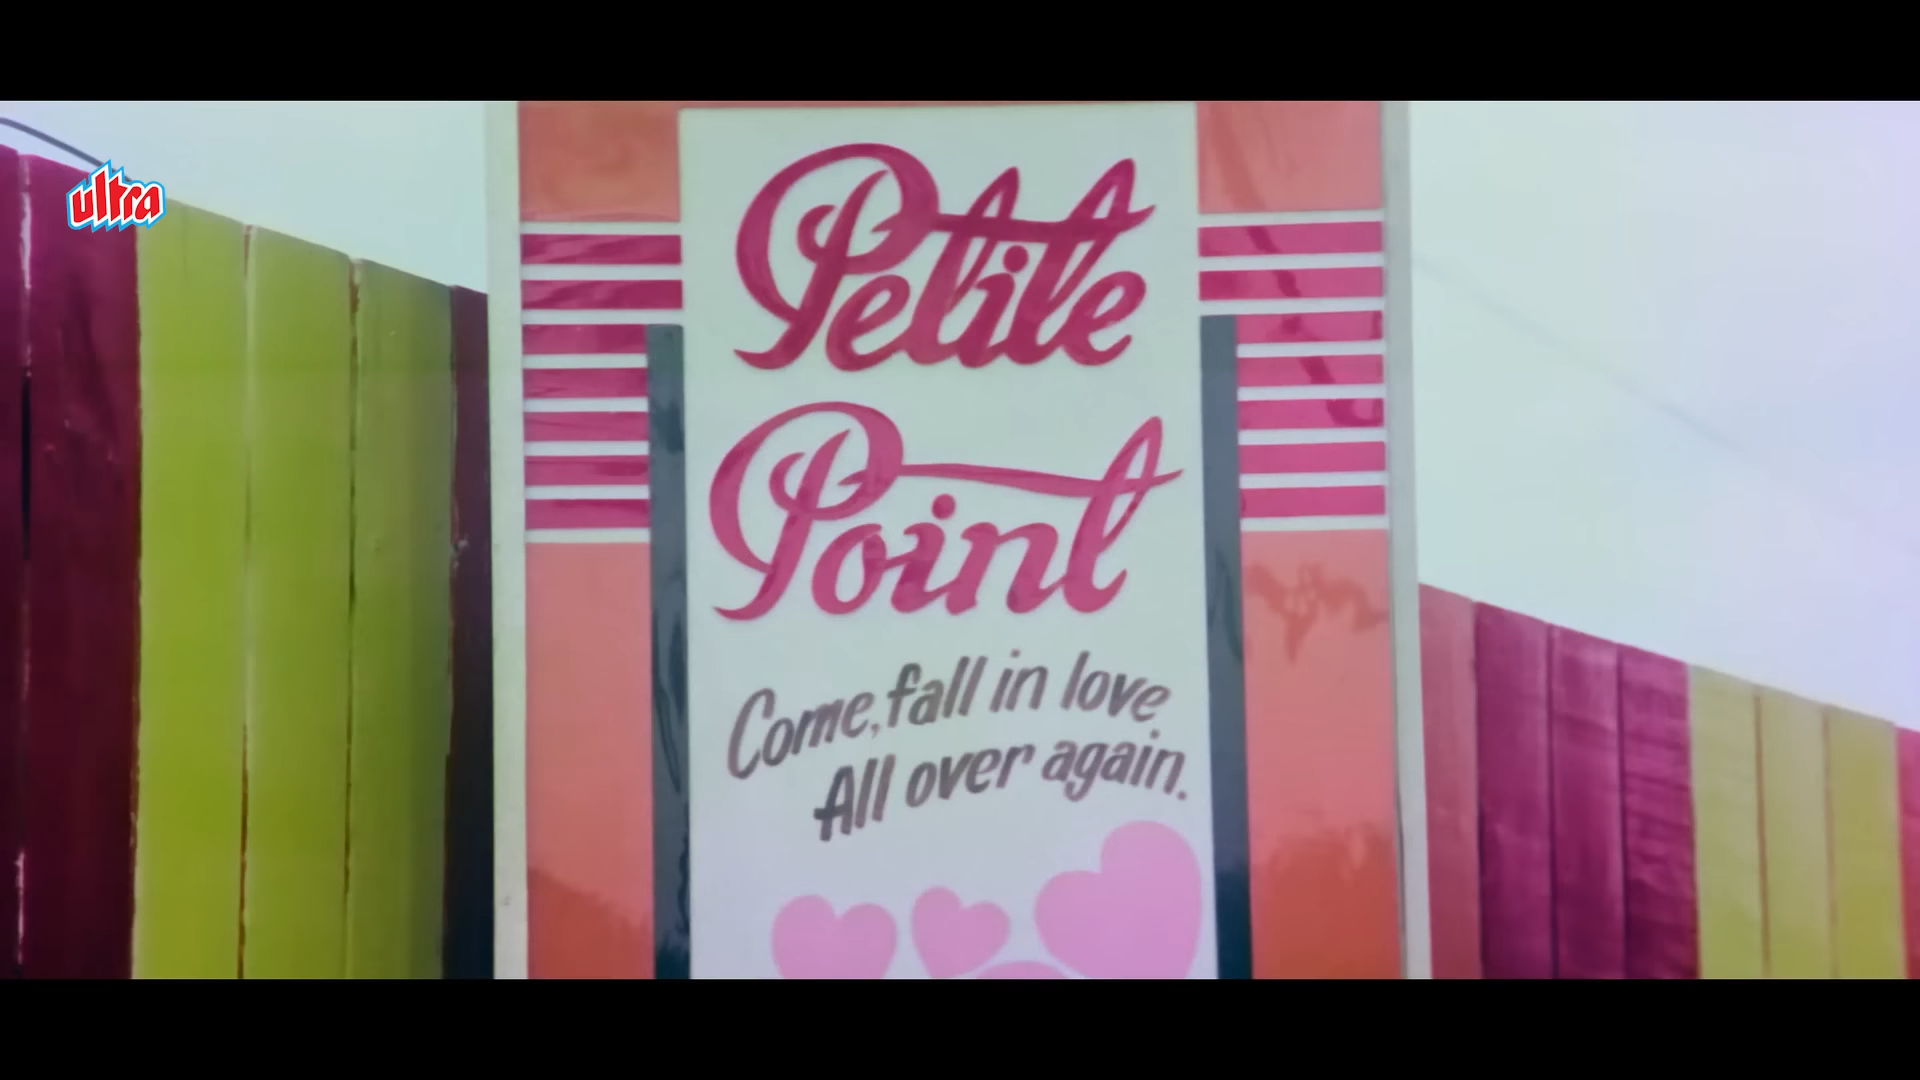 ultra
Petite
Point
Come, fall in love
All over again.